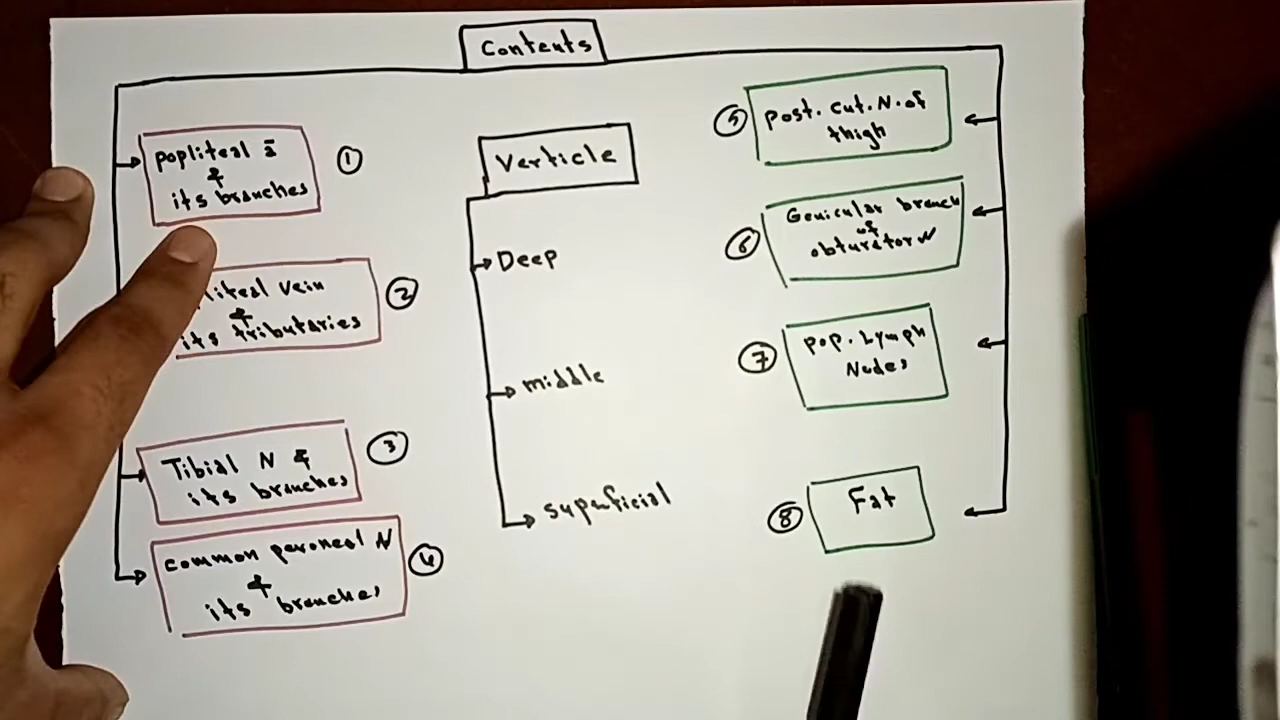 Contents
popliteal ā
&
its branches
①
liteal vein
&
its tributaries
②
Tibial N &
its branches
③
common peroneal N
&
its branches
④
Verticle
Deep
middle
superficial
⑤
post. cut. N. of
thigh
⑥
Genicular branch
of
obturator N
⑦
pop. Lymph
Nodes
⑧
Fat